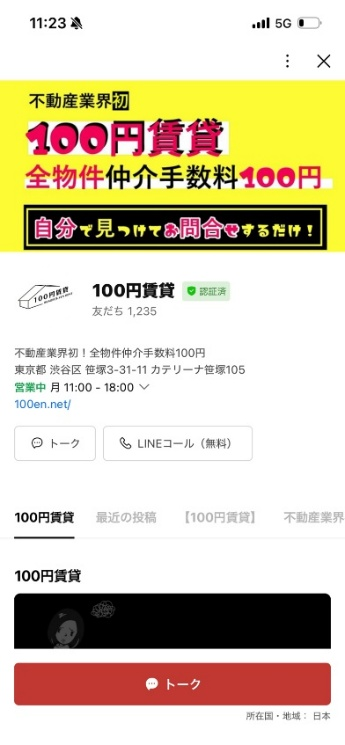 11:23
5G
不動産業界初
100円賃貸
全物件仲介手数料100円
自分で見つけてお問合せするだけ！
100円賃貸
100円賃貸 認証済
友だち 1,235
不動産業界初！全物件仲介手数料100円
東京都 渋谷区 笹塚3-31-11 カテリーナ笹塚105
営業中 月 11:00 - 18:00
100en.net/
トーク
LINEコール（無料）
100円賃貸 最近の投稿 【100円賃貸】 不動産業界
100円賃貸
トーク
所在国・地域： 日本